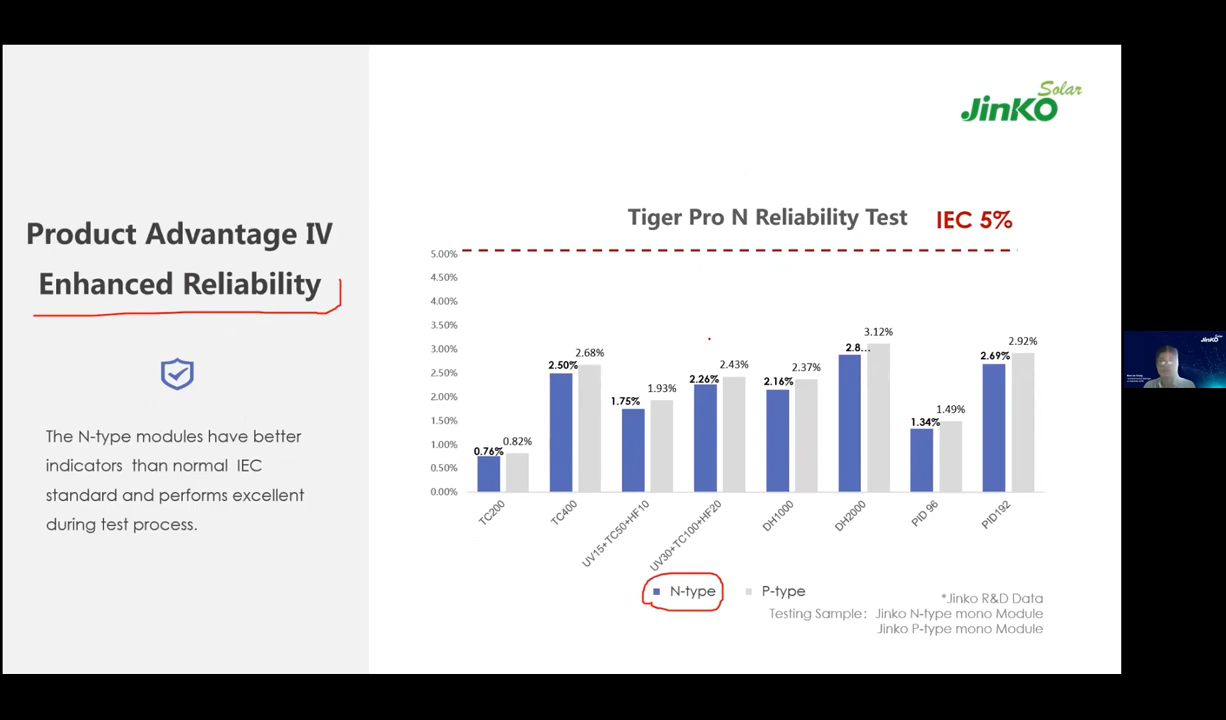 Solar
JinKO
Product Advantage IV
Enhanced Reliability
The N-type modules have better
indicators than normal IEC
standard and performs excellent
during test process.
Tiger Pro N Reliability Test IEC 5%
5.00%
4.50%
4.00%
3.50%
3.00%
2.50%
2.00%
1.50%
1.00%
0.50%
0.00%
0.76% 0.82%
2.50% 2.68%
1.75% 1.93%
2.26% 2.43%
2.16% 2.37%
2.8... 3.12%
1.34% 1.49%
2.69% 2.92%
TC200
TC400
UV15+TC50+HF10
UV30+TC100+HF20
DH1000
DH2000
PID 96
PID192
N-type P-type
*Jinko R&D Data
Testing Sample: Jinko N-type mono Module
Jinko P-type mono Module
JinKO